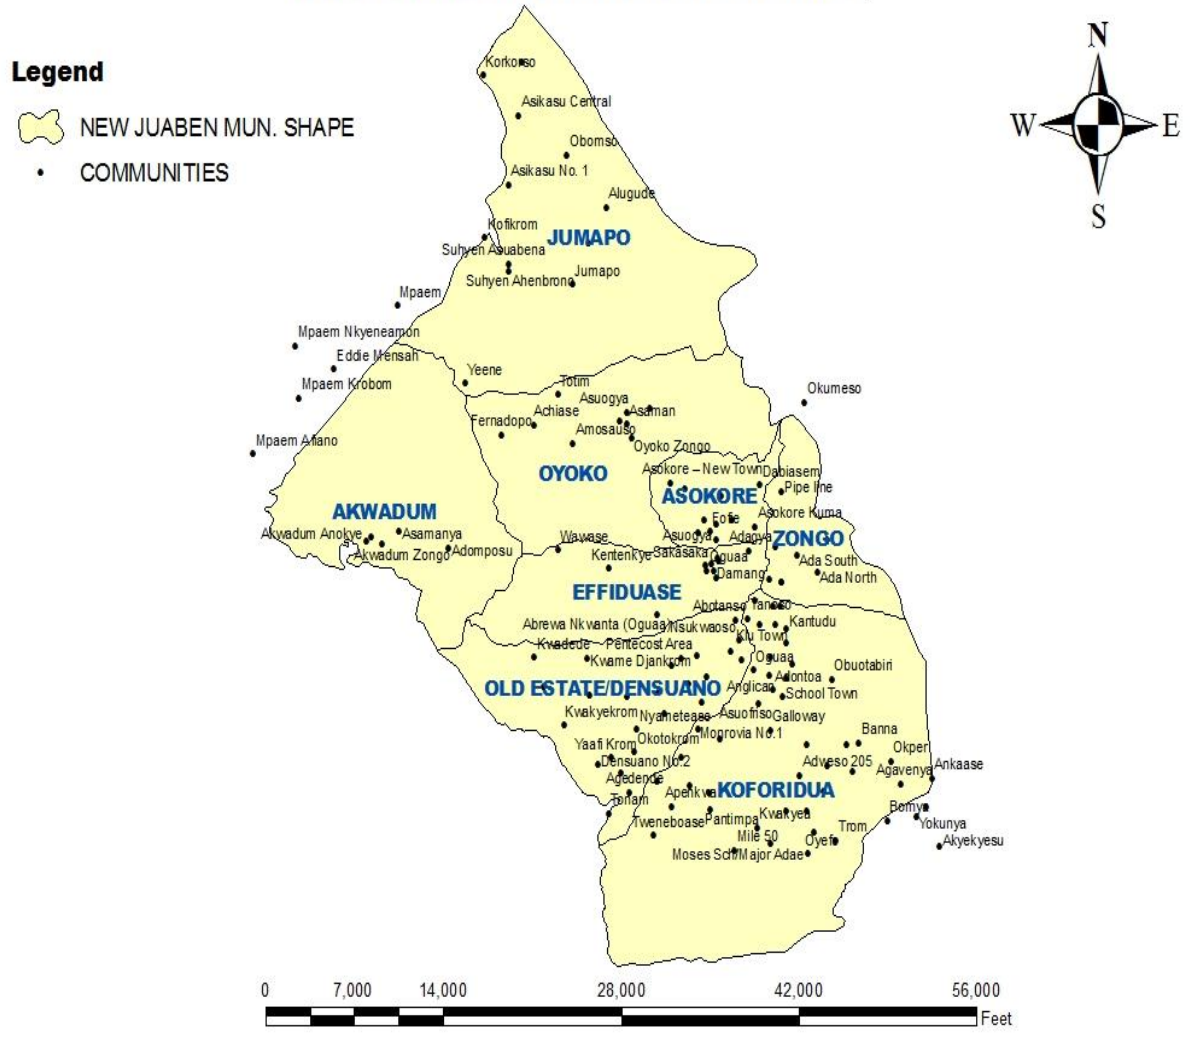 N
Korkorso
Legend
Asikasu Central
NEW JUABEN MUN. SHAPE
W
E
Obomso
COMMUNITIES
Asikasu No. 1
Alugude
S
Kofikrom
JUMAPO
Suhyen Asuabena
Jumapo
Suhyen Ahenbrono
Mpaem
Mpaem Nkyeneamon
Eddie Mensah
Yeene
Mpaem Krobom
Totim
Okumeso
Asuogya
Achiase
Asaman
Fernadopo
Amosauso
Mpaem Afiano
Oyoko Zongo
OYOKO
Asokore – New Town
Dabiasem
Pipe line
ASOKORE
AKWADUM
Eofie
Asokore Kuma
Akwadum Anokye
Asamanya
Wawase
Asuogya
Adagya
ZONGO
Akwadum Zongo
Adomposu
Kentenkye
Sakasaka
Oguaa
Ada South
Damang
Ada North
EFFIDUASE
Abotanso
Yanoso
Abrewa Nkwanta (Oguaa)
Nsukwaoso
Kantudu
Kwadede
Pentecost Area
Klu Town
Kwame Djankrom
Oguaa
Obuotabiri
Adontoa
OLD ESTATE/DENSUANO
Anglican
School Town
Kwakyekrom
Nyametease
Asuofriso
Galloway
Okotokrom
Monrovia No.1
Banna
Yaafi Krom
Okper
Densuano No.2
Adweso 205
Agavenya
Ankaase
Agedende
Apenkwa
KOFORIDUA
Tonam
Bomya
Tweneboase
Pantimpa
Kwakyea
Trom
Yokunya
Mile 50
Oyefe
Akyekyesu
Moses Sch/Major Adae
0
7,000
14,000
28,000
42,000
56,000
Feet